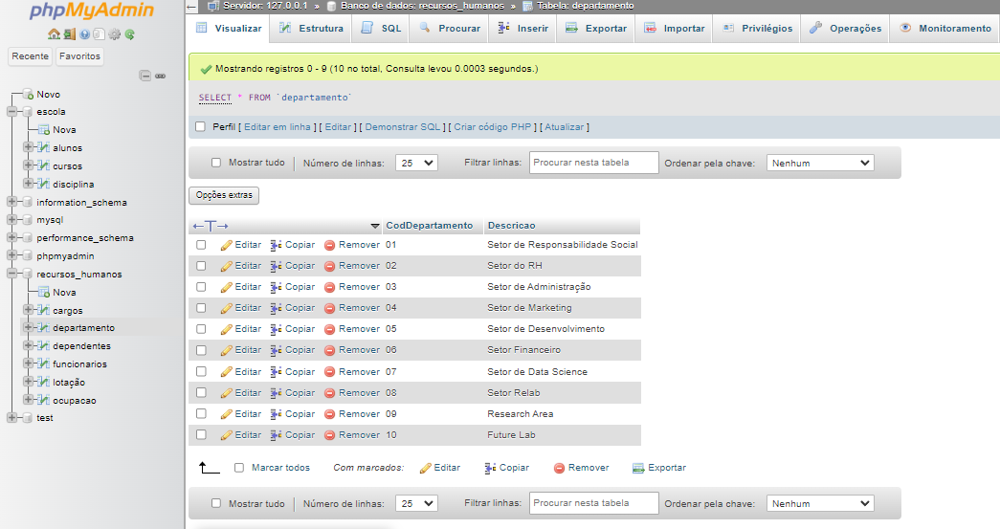 phpMyAdmin
Recente Favoritos
Novo
escola
Nova
alunos
cursos
disciplina
information_schema
mysql
performance_schema
phpmyadmin
recursos_humanos
Nova
cargos
departamento
dependentes
funcionarios
lotação
ocupacao
test
Servidor: 127.0.0.1 » Banco de dados: recursos_humanos » Tabela: departamento
Visualizar Estrutura SQL Procurar Inserir Exportar Importar Privilégios Operações Monitoramento
Mostrando registros 0 - 9 (10 no total, Consulta levou 0.0003 segundos.)
SELECT * FROM `departamento`
Perfil [ Editar em linha ] [ Editar ] [ Demonstrar SQL ] [ Criar código PHP ] [ Atualizar ]
Mostrar tudo Número de linhas: 25 Filtrar linhas: Procurar nesta tabela Ordenar pela chave: Nenhum
Opções extras
←T→ CodDepartamento Descricao
Editar Copiar Remover 01 Setor de Responsabilidade Social
Editar Copiar Remover 02 Setor do RH
Editar Copiar Remover 03 Setor de Administração
Editar Copiar Remover 04 Setor de Marketing
Editar Copiar Remover 05 Setor de Desenvolvimento
Editar Copiar Remover 06 Setor Financeiro
Editar Copiar Remover 07 Setor de Data Science
Editar Copiar Remover 08 Setor Relab
Editar Copiar Remover 09 Research Area
Editar Copiar Remover 10 Future Lab
Marcar todos Com marcados: Editar Copiar Remover Exportar
Mostrar tudo Número de linhas: 25 Filtrar linhas: Procurar nesta tabela Ordenar pela chave: Nenhum